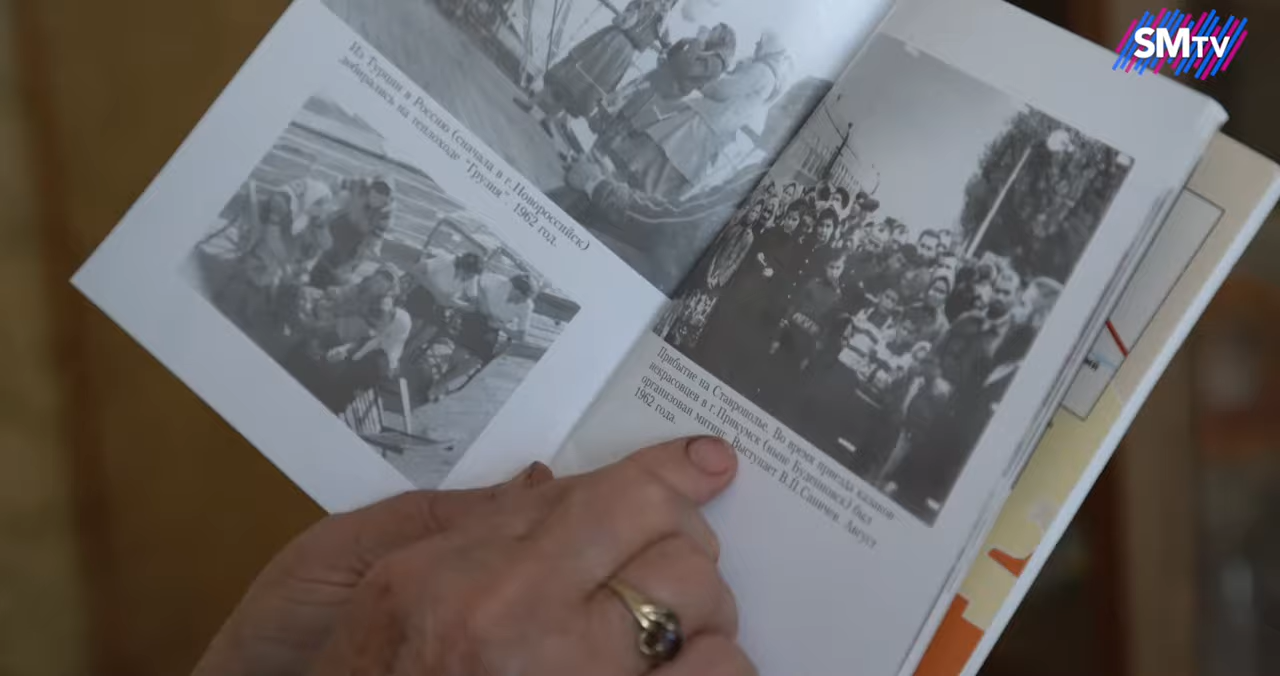 SMTV
Из Турции в Россию (сначала в г.Новороссийск)
добирались на теплоходе "Грузия". 1962 год.
Прибытие на Ставрополье. Во время приезда казаков
некрасовцев в г.Прикумск (ныне Буденновск) был
организован митинг. Выступает В.П.Саничев. Август
1962 года.